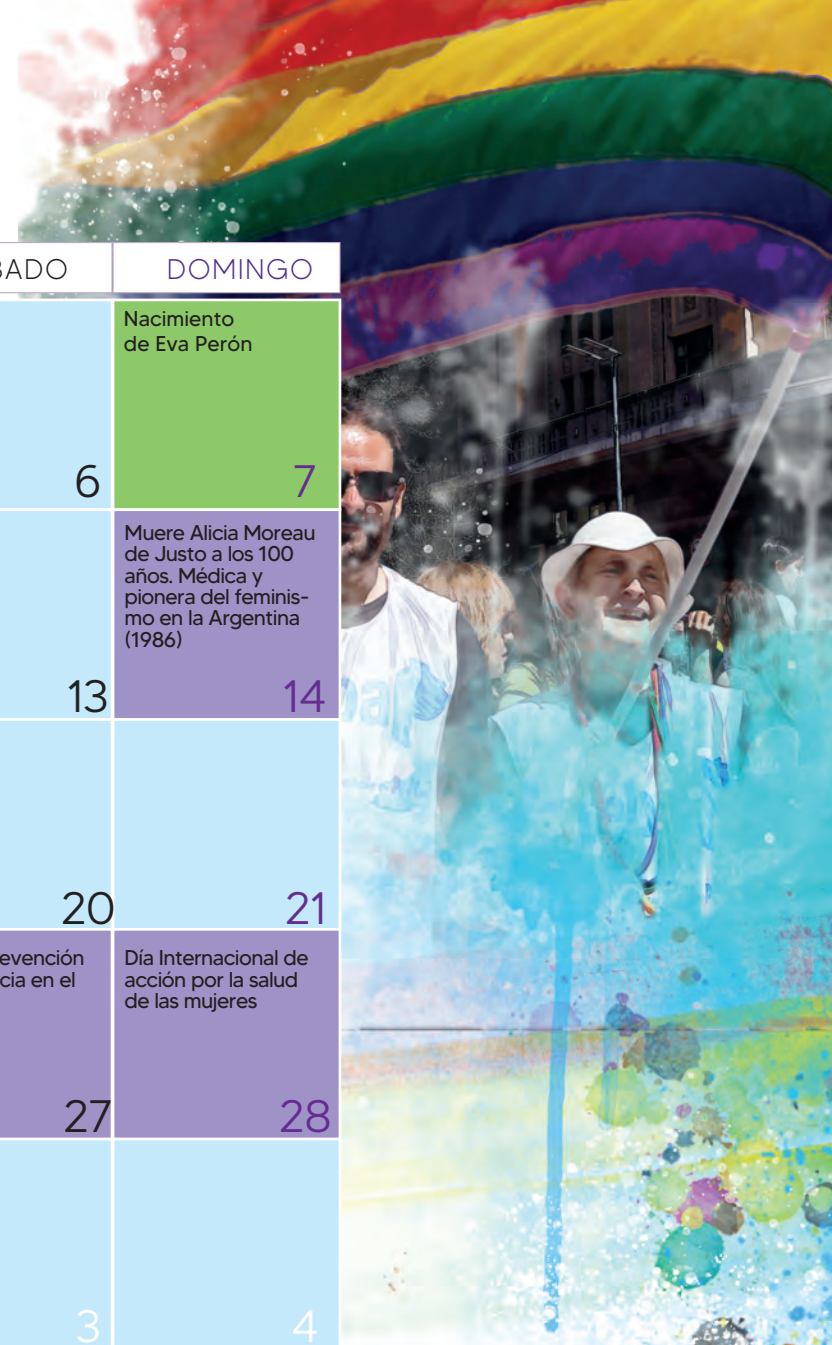 BADO
DOMINGO
Nacimiento
de Eva Perón
6
7
Muere Alicia Moreau
de Justo a los 100
años. Médica y
pionera del feminis-
mo en la Argentina
(1986)
13
14
20
21
evención
cia en el
27
Día Internacional de
acción por la salud
de las mujeres
28
3
4